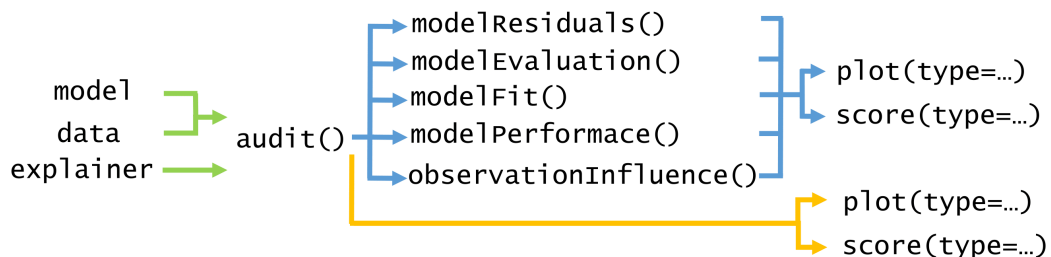 model
data
explainer
audit()
modelResiduals()
modelEvaluation()
modelFit()
modelPerformace()
observationInfluence()
plot(type=…)
score(type=…)
plot(type=…)
score(type=…)